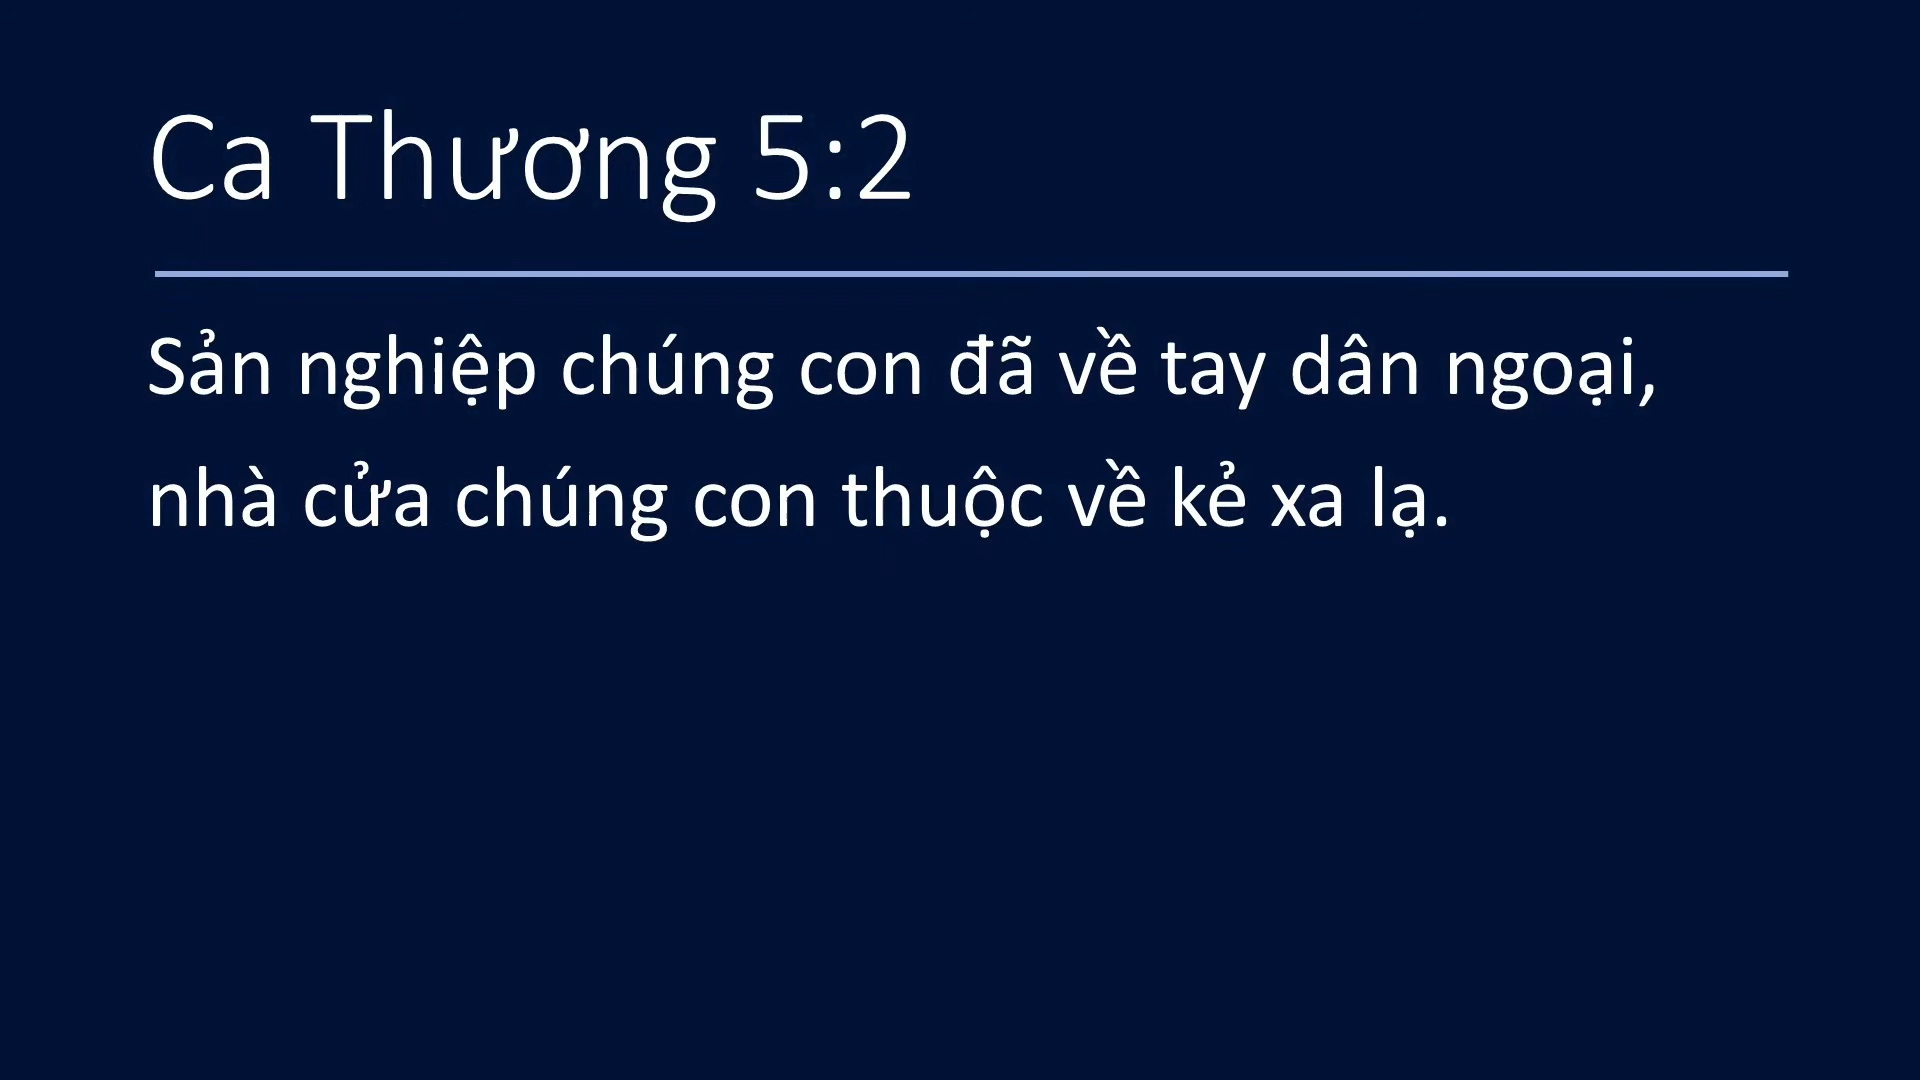 Ca Thương 5:2
Sản nghiệp chúng con đã về tay dân ngoại,
nhà cửa chúng con thuộc về kẻ xa lạ.